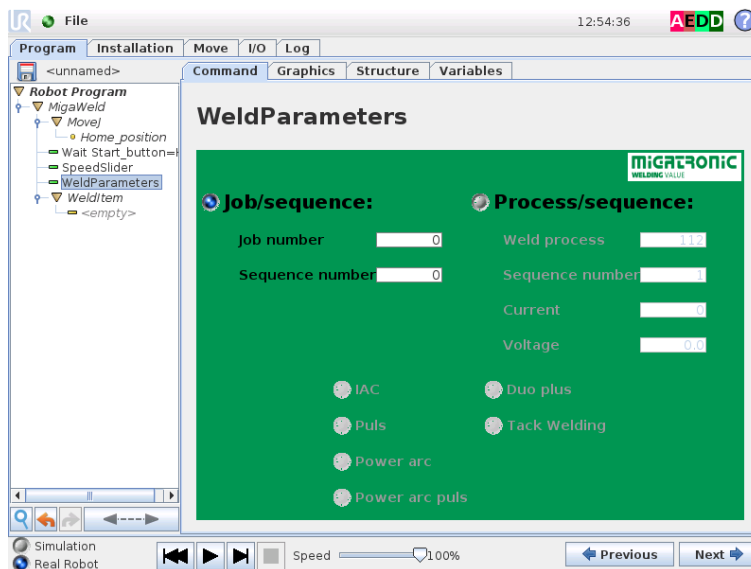 UR File 12:54:36 AEDD ?
Program Installation Move I/O Log
<unnamed> Command Graphics Structure Variables
Robot Program
MigaWeld
MoveJ
Home_position
Wait Start_button=
SpeedSlider
WeldParameters
WeldItem
<empty>
WeldParameters
MIGATRONIC
WELDING VALUE
Job/sequence: Process/sequence:
Job number 0 Weld process 112
Sequence number 0 Sequence number 1
Current 0
Voltage 0.0
IAC Duo plus
Puls Tack Welding
Power arc
Power arc puls
Simulation
Real Robot
Speed 100% Previous Next